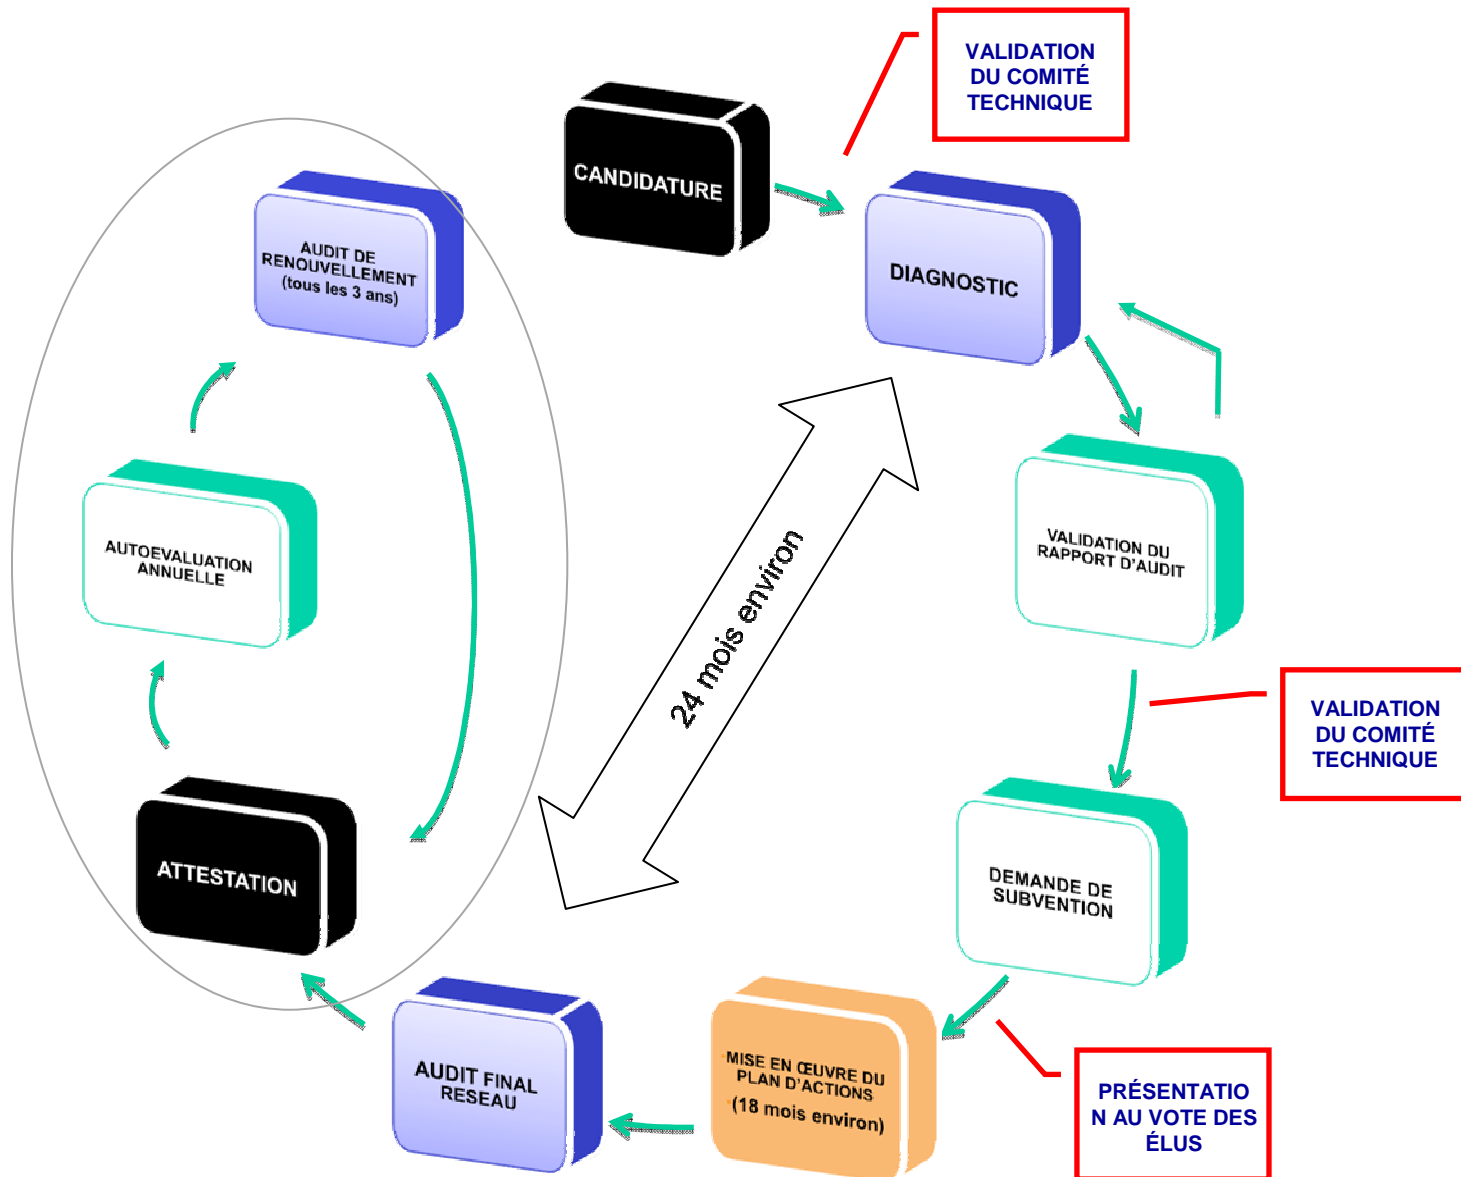 VALIDATION
DU COMITÉ
TECHNIQUE
CANDIDATURE
DIAGNOSTIC
AUDIT DE
RENOUVELLEMENT
(tous les 3 ans)
VALIDATION DU
RAPPORT D'AUDIT
AUTOEVALUATION
ANNUELLE
24 mois environ
VALIDATION
DU COMITÉ
TECHNIQUE
ATTESTATION
DEMANDE DE
SUBVENTION
MISE EN ŒUVRE DU
PLAN D'ACTIONS
(18 mois environ)
AUDIT FINAL
RESEAU
PRÉSENTATIO
N AU VOTE DES
ÉLUS